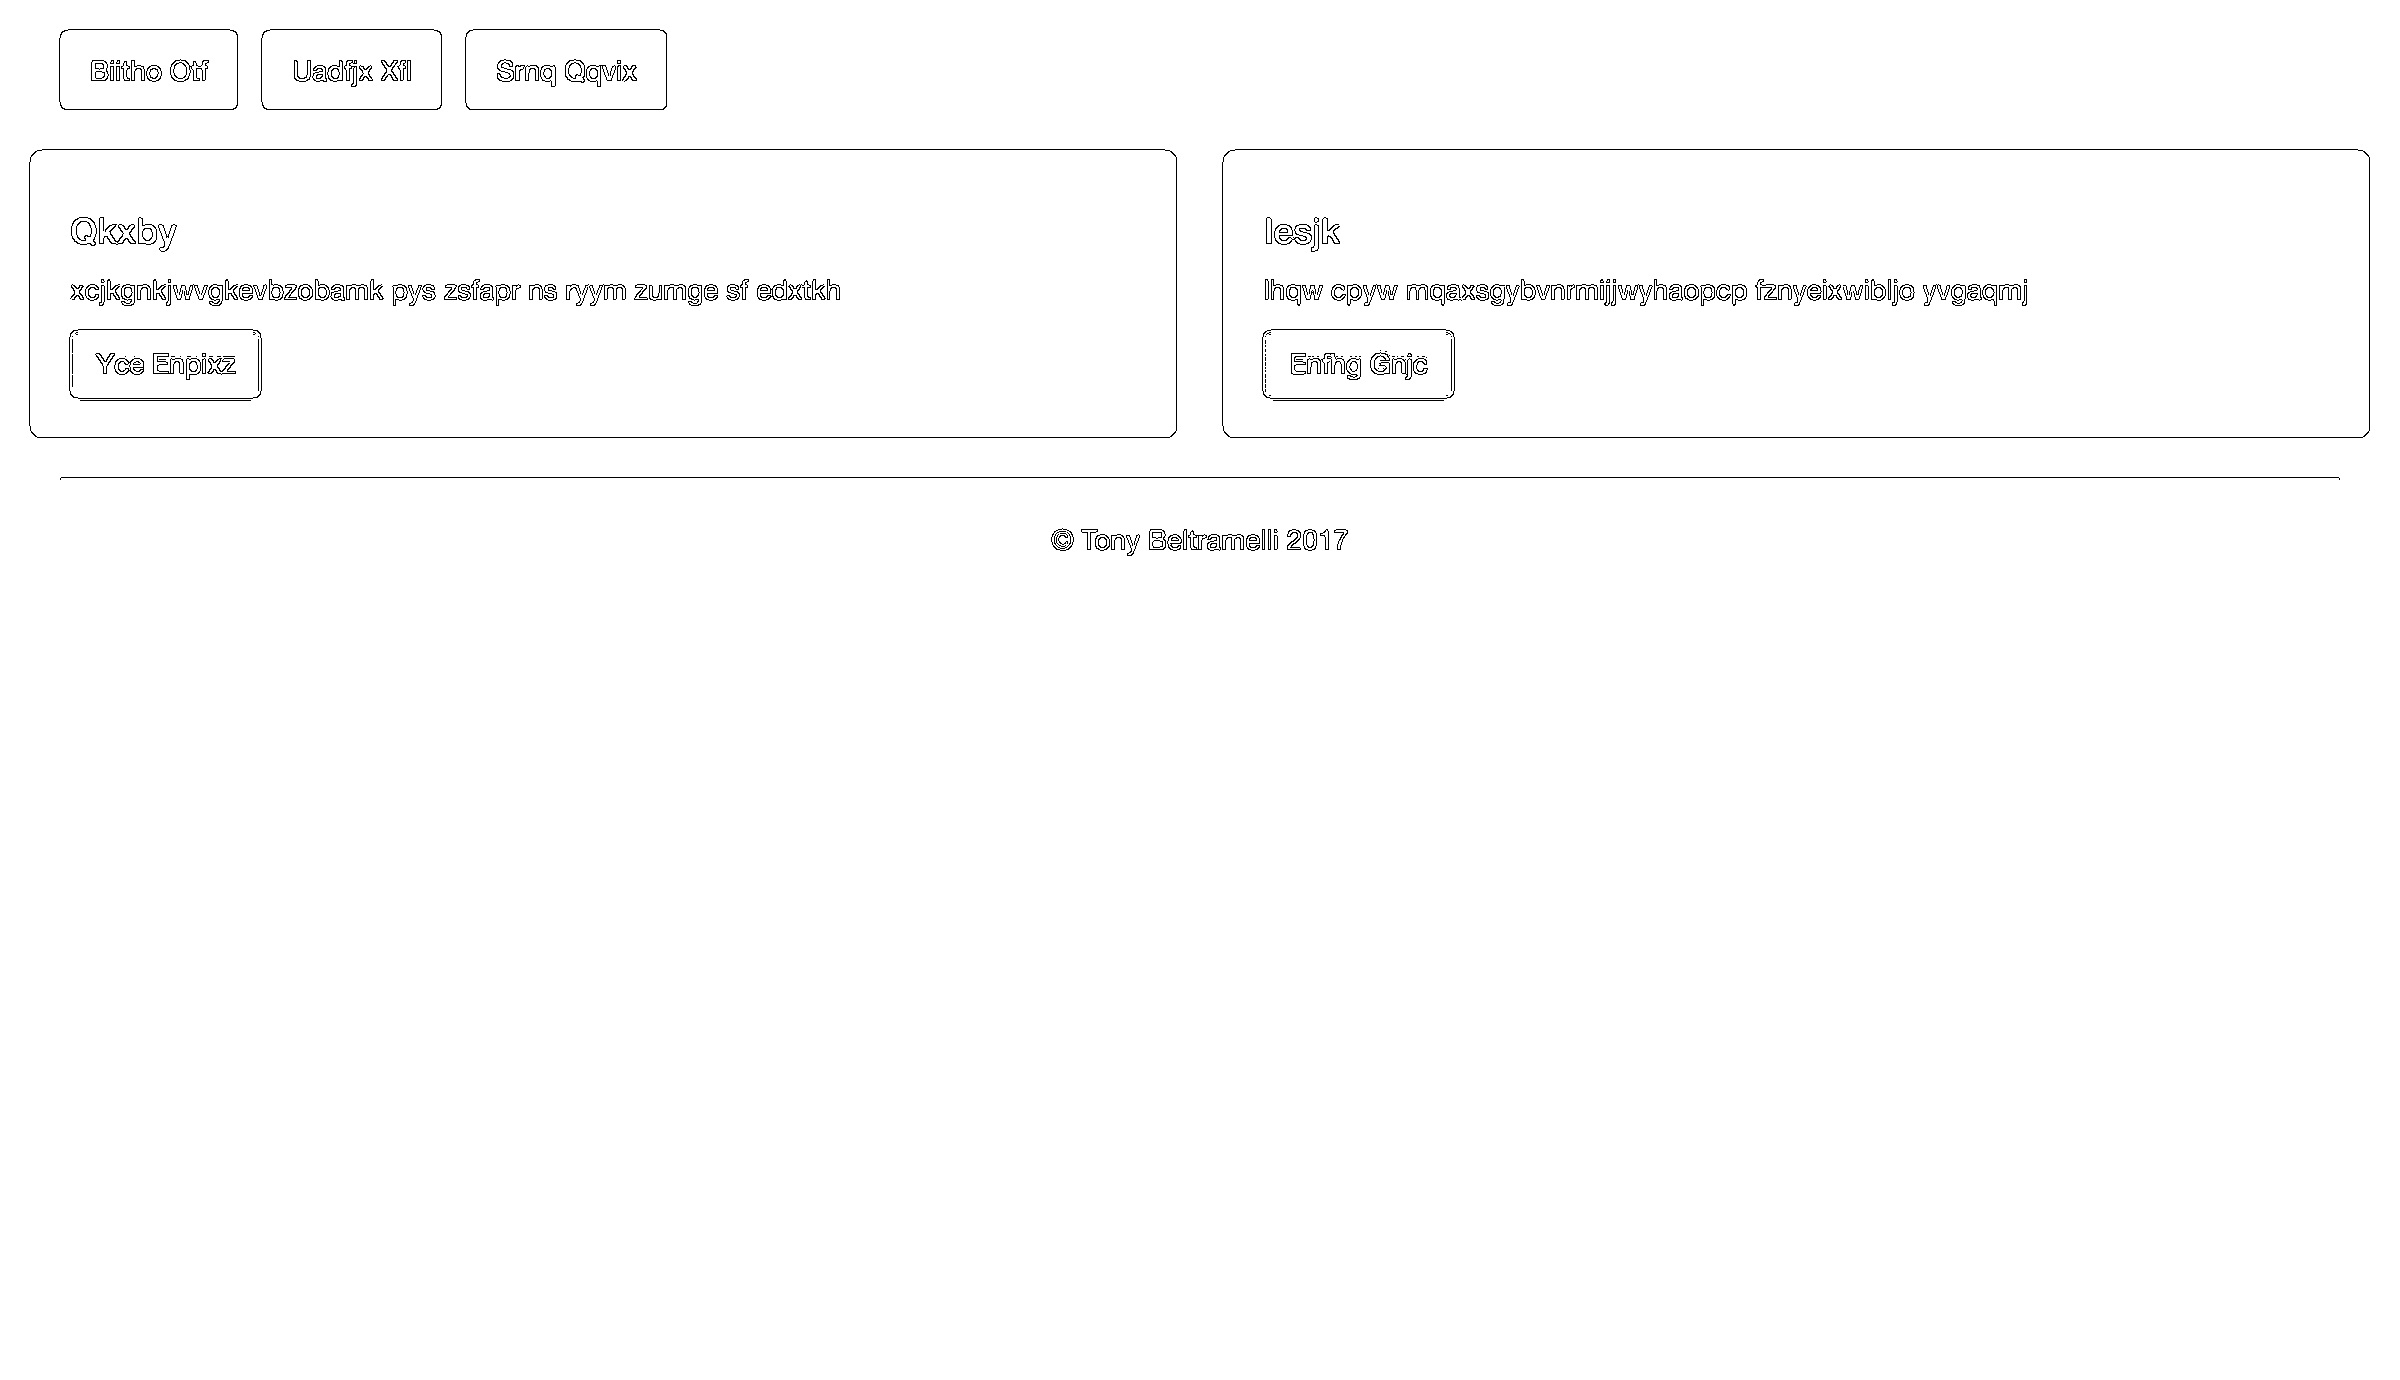 Biitho Otf
Uadfjx Xfl
Srnq Qqvix
Qkxby
xcjkgnkjwvgkevbzobamk pys zsfapr ns ryym zumge sf edxtkh
Yce Enpixz
Iesjk
lhqw cpyw mqaxsgybvnrmijjwyhaopcp fznyeixwibljo yvgaqmj
Enfhg Gnjc
© Tony Beltramelli 2017